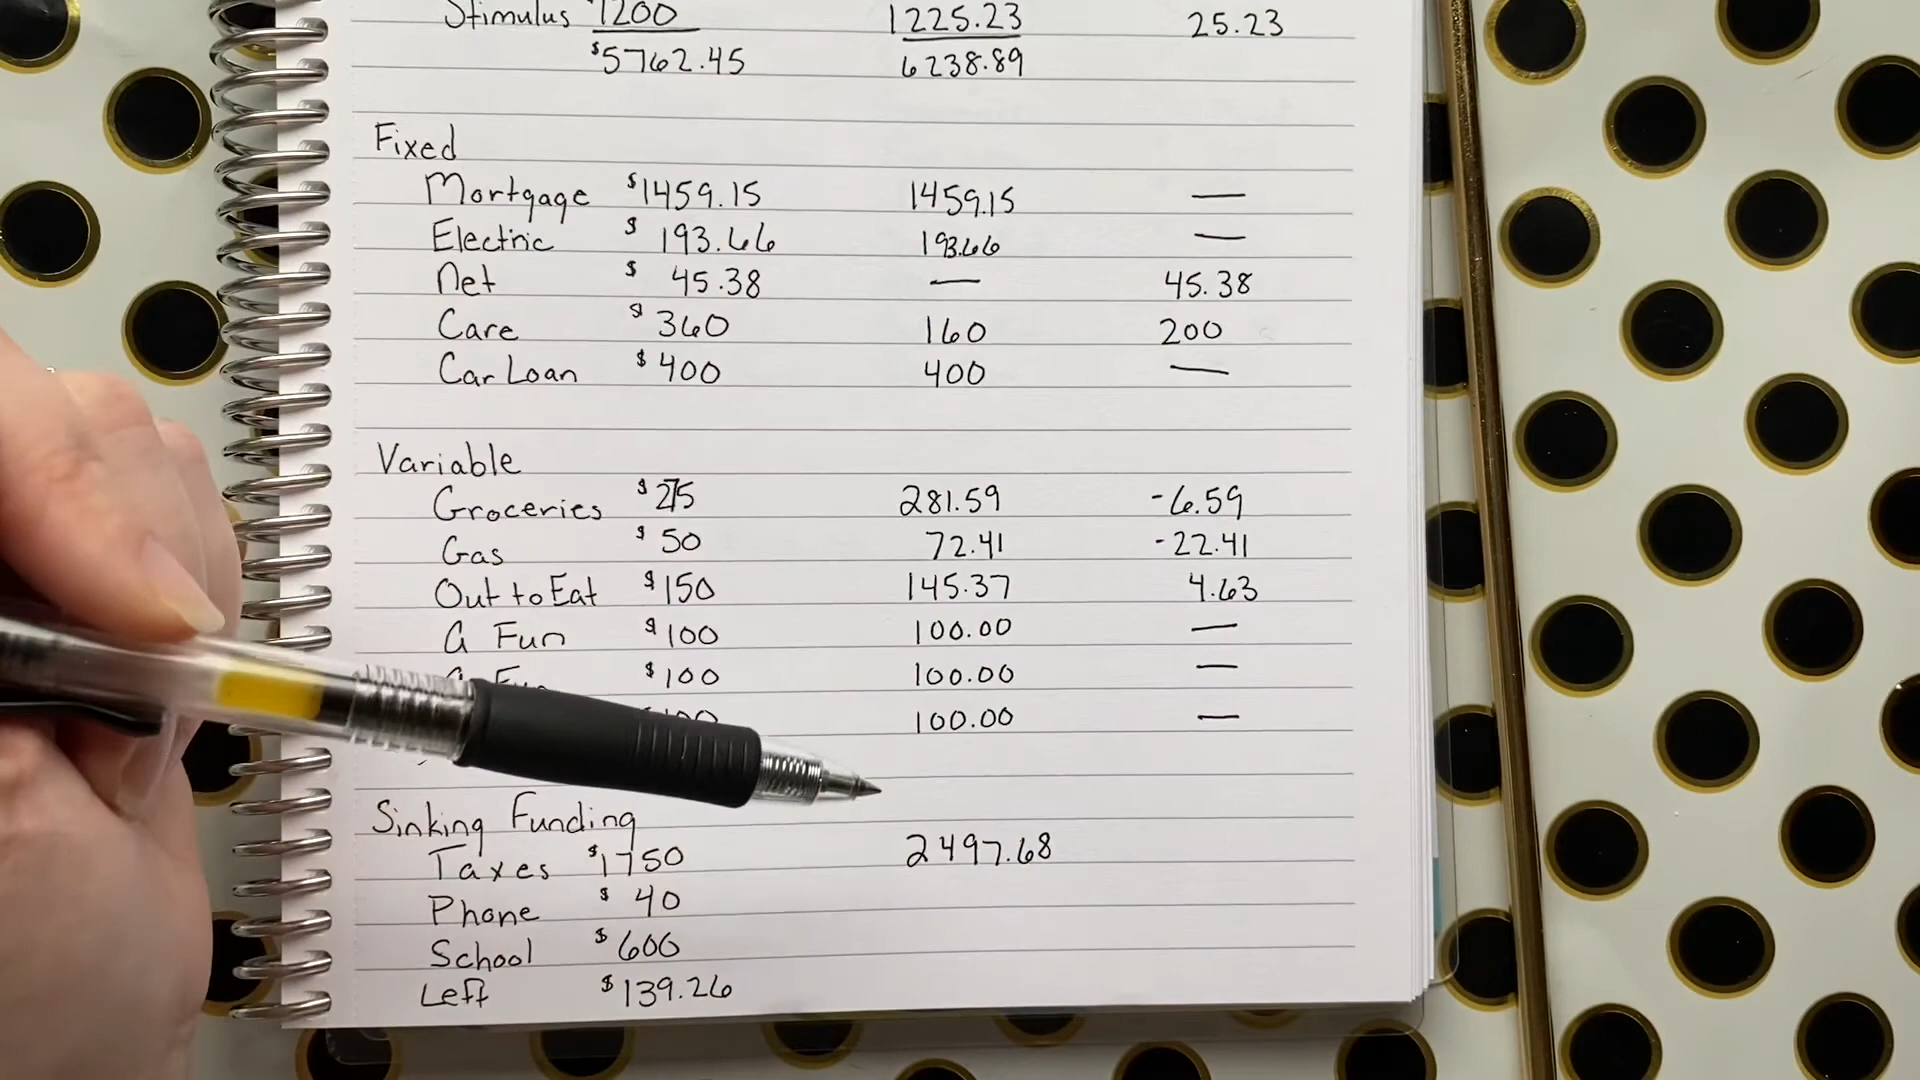 Stimulus $1200 1225.23 25.23
$5762.45 6238.89
Fixed
Mortgage $1459.15 1459.15 —
Electric $ 193.66 193.66 —
Net $ 45.38 — 45.38
Care $ 360 160 200
Car Loan $ 400 400 —
Variable
Groceries $ 275 281.59 -6.59
Gas $ 50 72.41 -22.41
Out to Eat $ 150 145.37 4.63
A Fun $ 100 100.00 —
$ 100 100.00 —
100.00 —
Sinking Funding
Taxes $1750 2497.68
Phone $ 40
School $ 600
Left $ 139.26